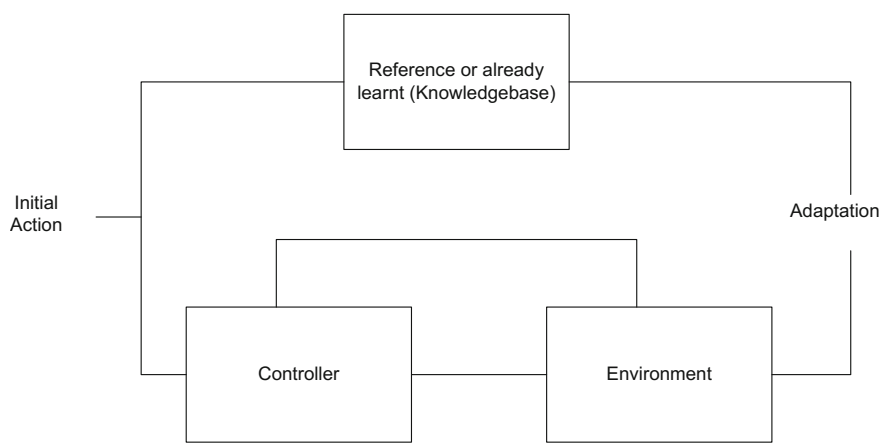 Reference or already
learnt (Knowledgebase)
Initial
Action
Adaptation
Controller
Environment